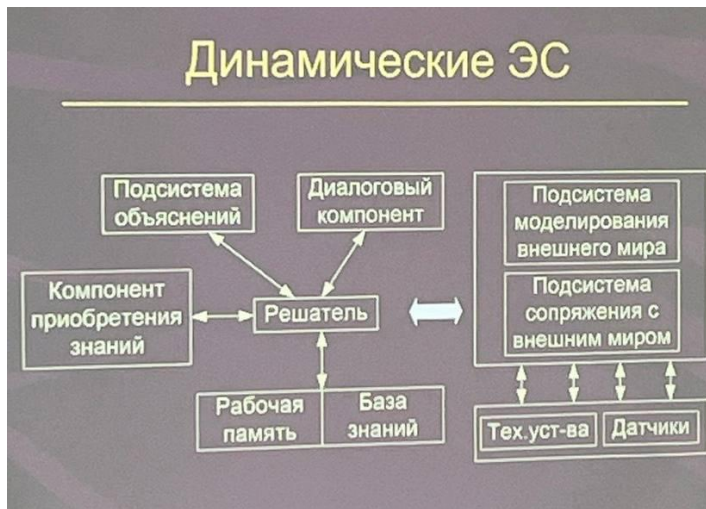 Динамические ЭС
Подсистема
объяснений
Диалоговый
компонент
Подсистема
моделирования
внешнего мира
Компонент
приобретения
знаний
Решатель
Подсистема
сопряжения с
внешним миром
Рабочая
память
База
знаний
Тех.уст-ва
Датчики